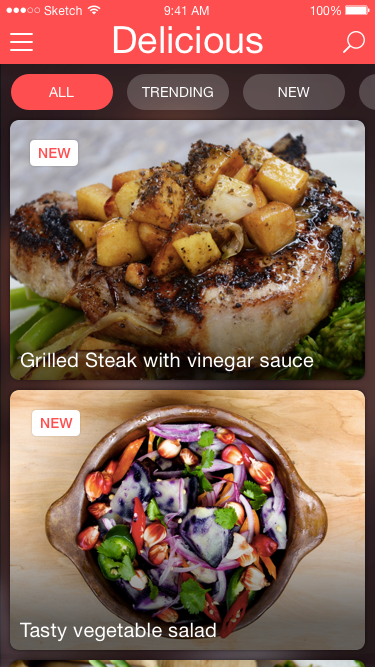 Sketch 9:41 AM 100%
Delicious
ALL TRENDING NEW
NEW
Grilled Steak with vinegar sauce
NEW
Tasty vegetable salad